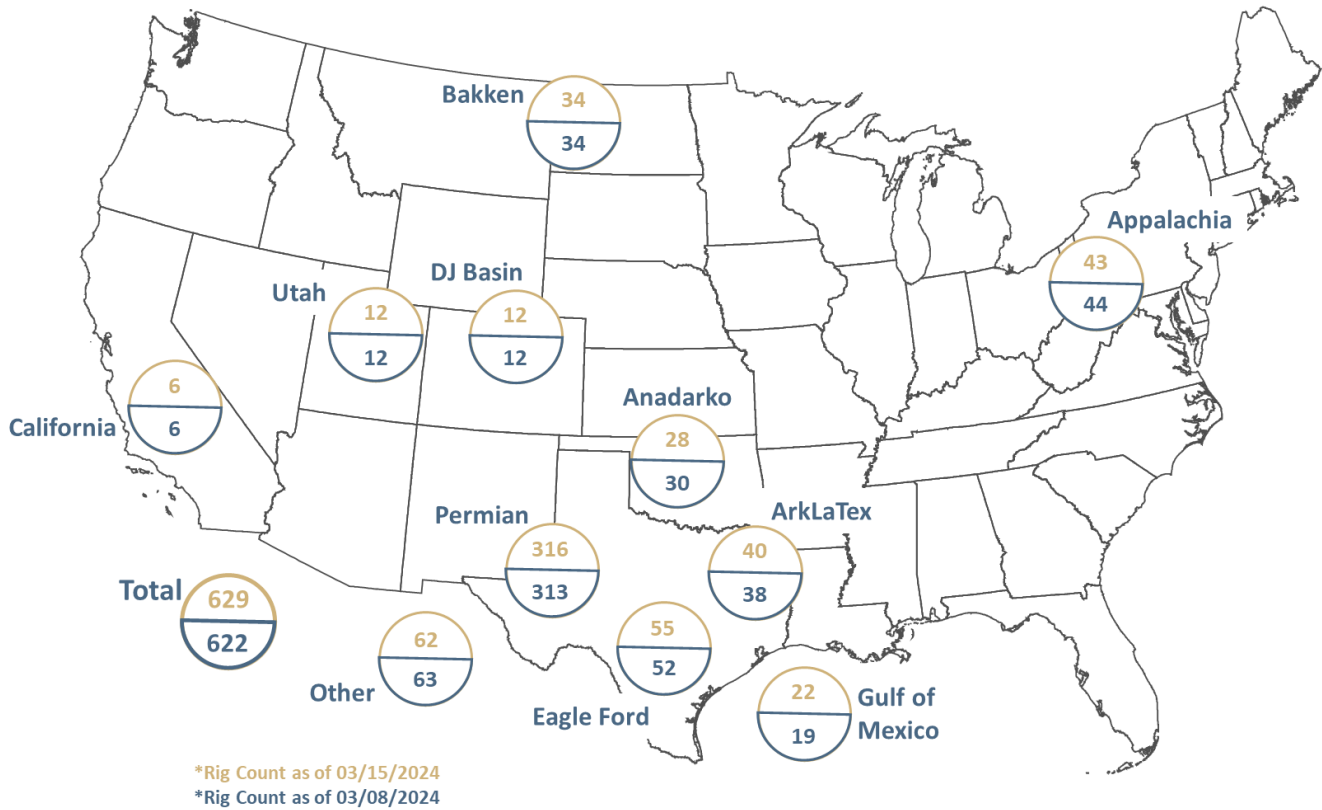 Bakken
34
34
Appalachia
43
44
DJ Basin
12
12
Utah
12
12
California
6
6
Anadarko
28
30
Permian
316
313
ArkLaTex
40
38
Total
629
622
Other
62
63
Eagle Ford
55
52
Gulf of
Mexico
22
19
*Rig Count as of 03/15/2024
*Rig Count as of 03/08/2024